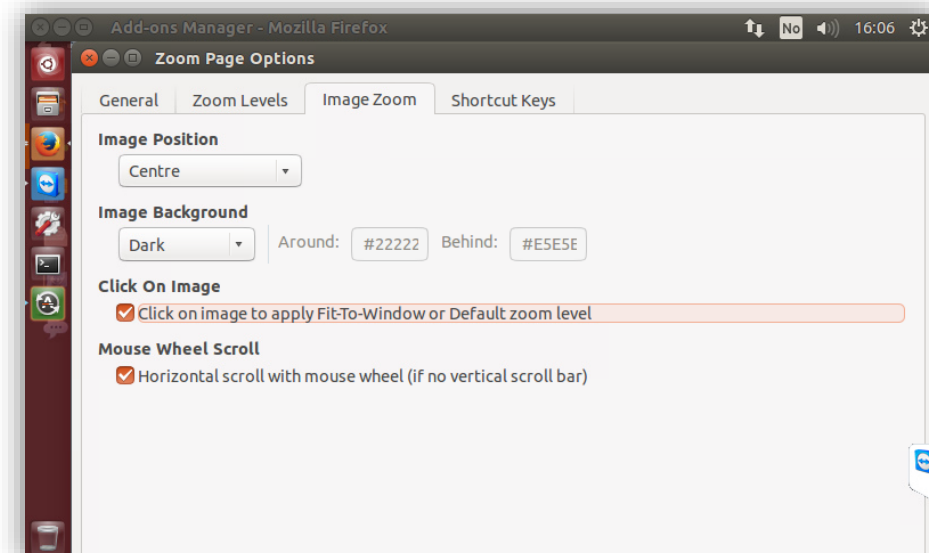 Add-ons Manager - Mozilla Firefox No 16:06
Zoom Page Options
General Zoom Levels Image Zoom Shortcut Keys
Image Position
Centre
Image Background
Dark Around: #22222 Behind: #E5E5E
Click On Image
Click on image to apply Fit-To-Window or Default zoom level
Mouse Wheel Scroll
Horizontal scroll with mouse wheel (if no vertical scroll bar)